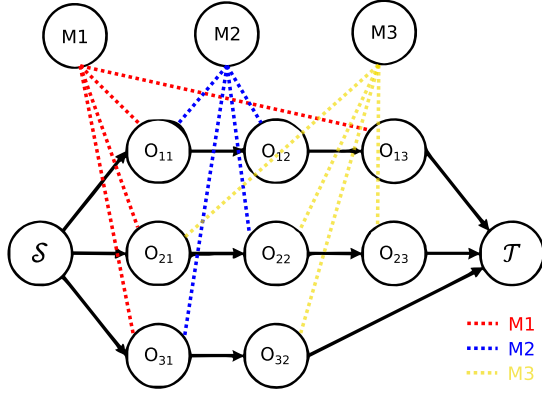 M1 M2 M3
O₁₁ O₁₂ O₁₃
𝒮 O₂₁ O₂₂ O₂₃ 𝒯
O₃₁ O₃₂
M1
M2
M3